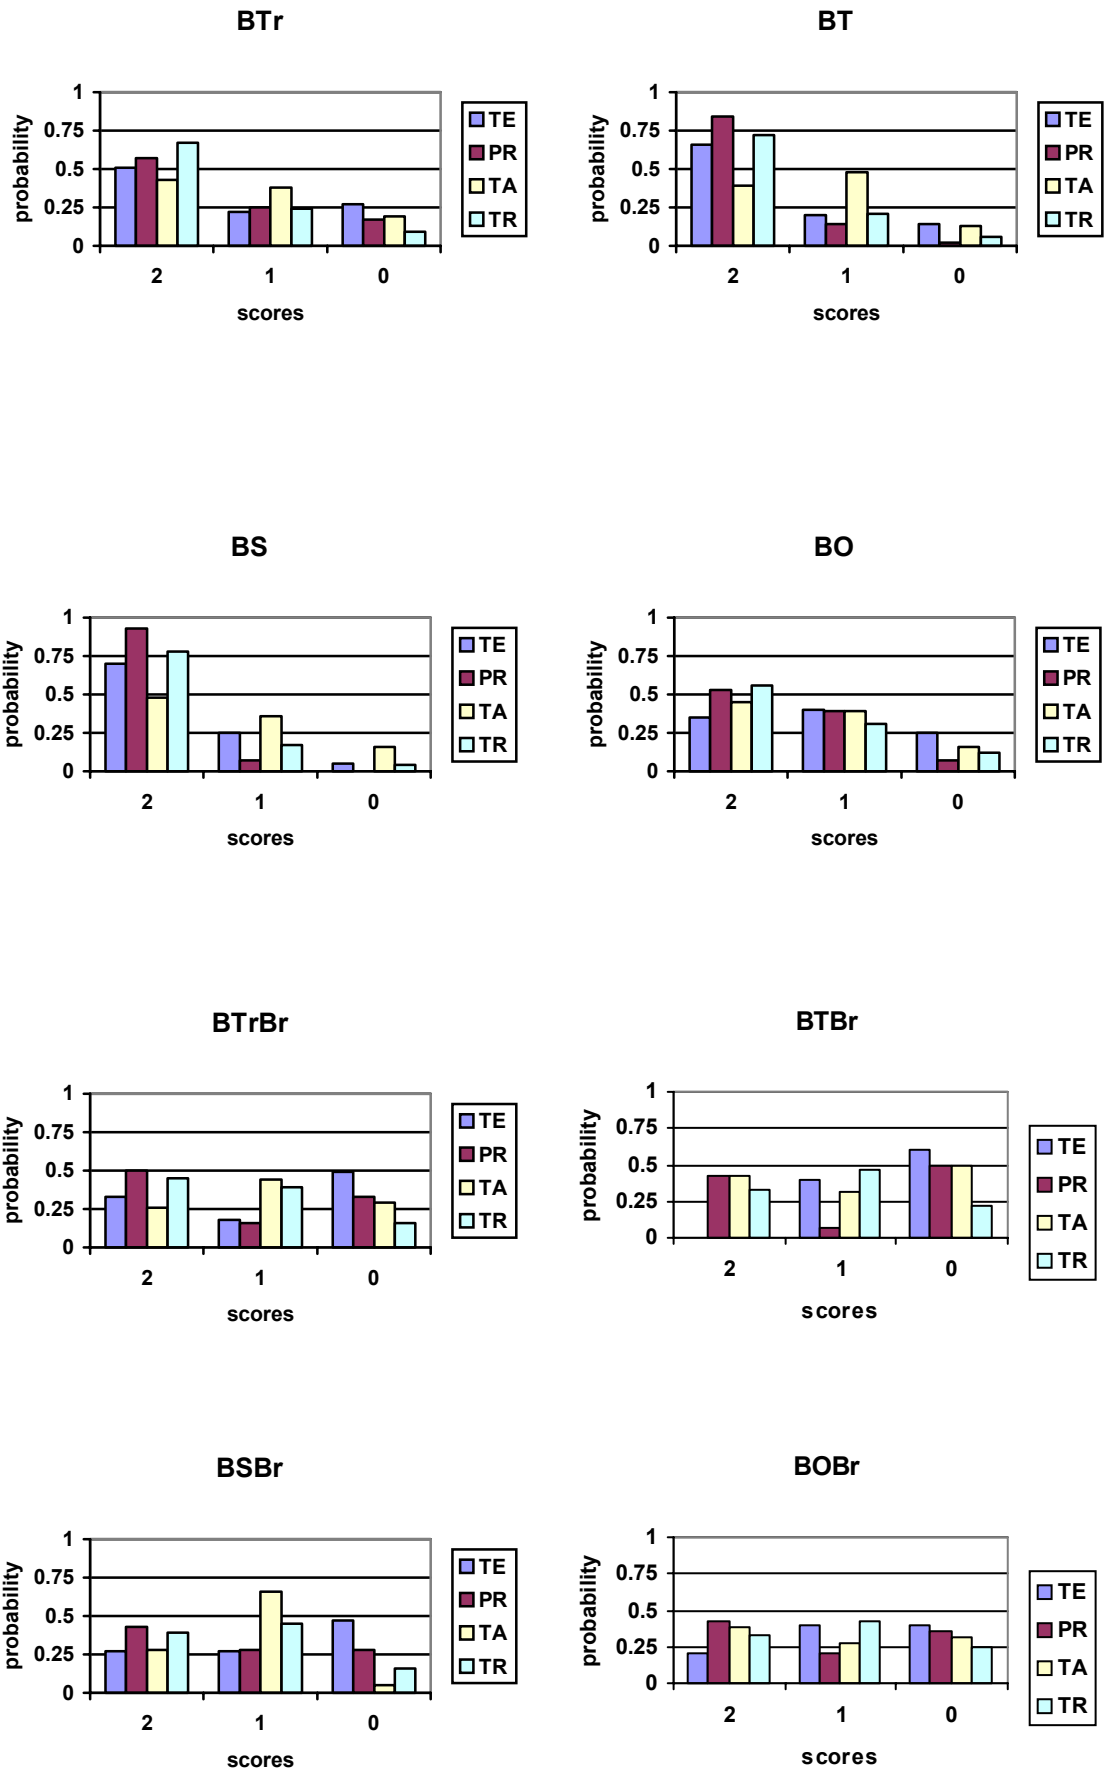 BTr
1
0.75
0.5
0.25
0
probability
2 1 0
scores
TE
PR
TA
TR
BT
1
0.75
0.5
0.25
0
probability
2 1 0
scores
TE
PR
TA
TR
BS
1
0.75
0.5
0.25
0
probability
2 1 0
scores
TE
PR
TA
TR
BO
1
0.75
0.5
0.25
0
probability
2 1 0
scores
TE
PR
TA
TR
BTrBr
1
0.75
0.5
0.25
0
probability
2 1 0
scores
TE
PR
TA
TR
BTBr
1
0.75
0.5
0.25
0
probability
2 1 0
scores
TE
PR
TA
TR
BSBr
1
0.75
0.5
0.25
0
probability
2 1 0
scores
TE
PR
TA
TR
BOBr
1
0.75
0.5
0.25
0
probability
2 1 0
scores
TE
PR
TA
TR